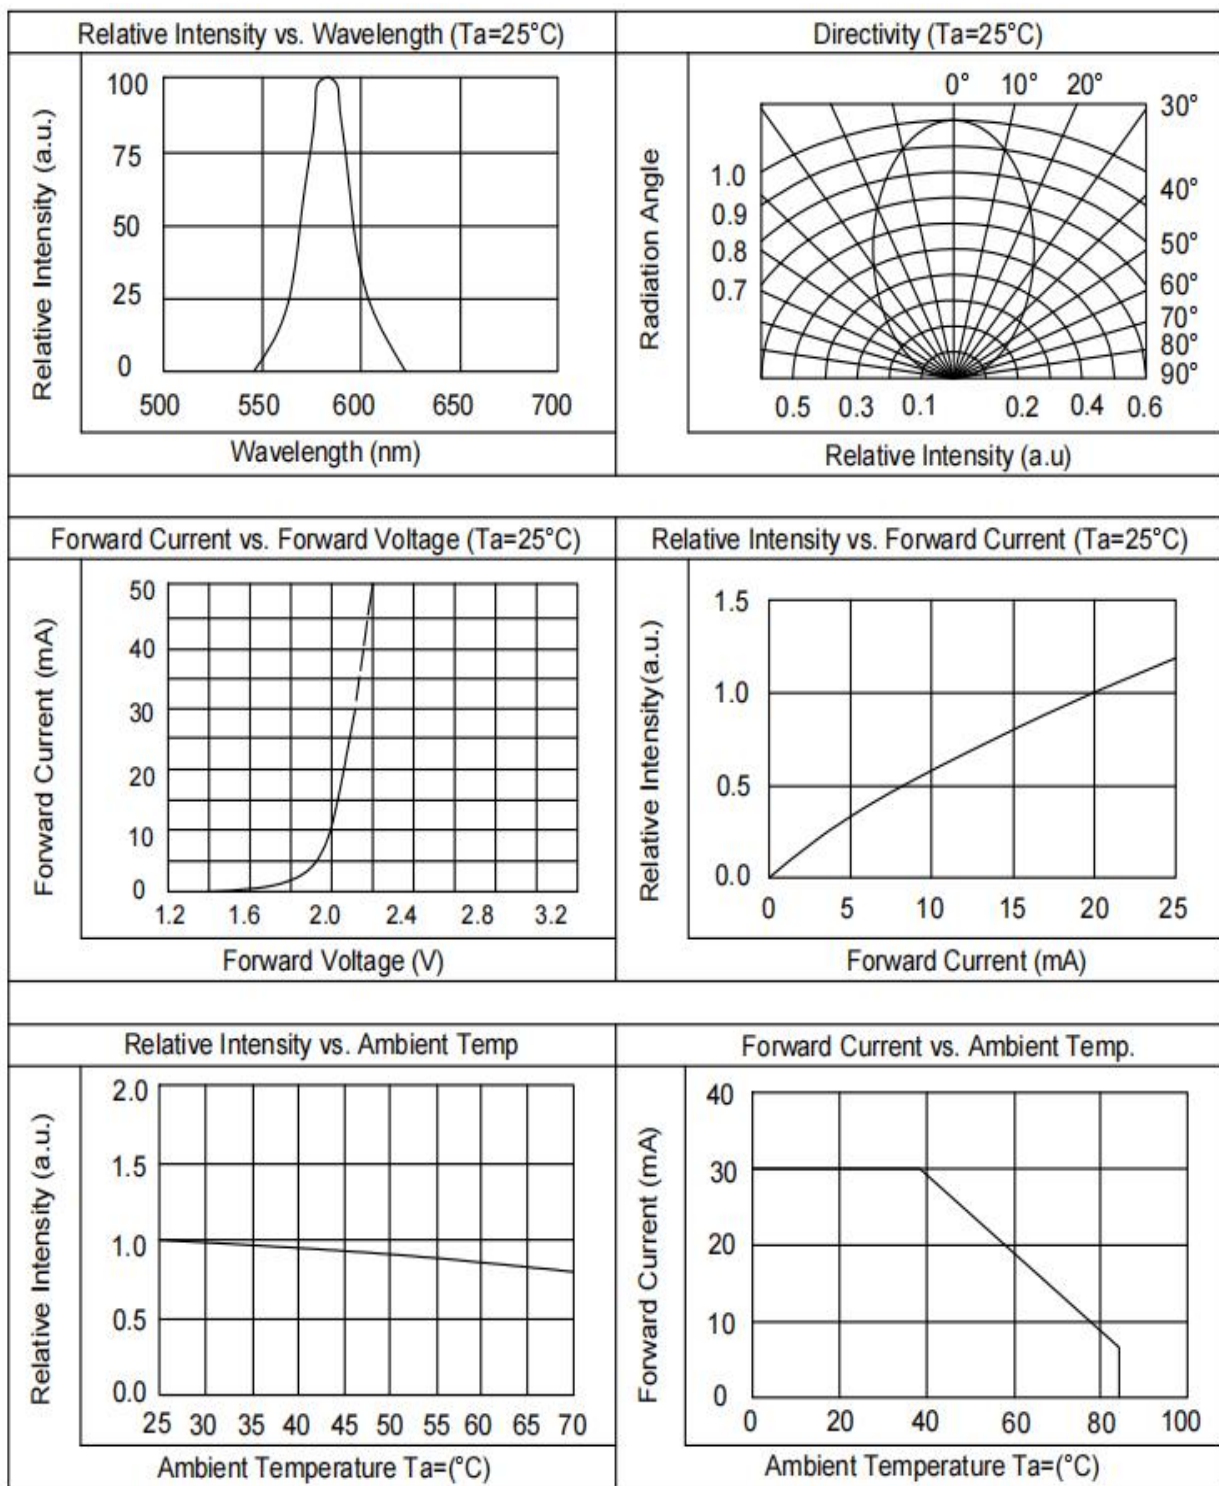 Relative Intensity vs. Wavelength (Ta=25°C)
Relative Intensity (a.u.)
100
75
50
25
0
500 550 600 650 700
Wavelength (nm)
Directivity (Ta=25°C)
Radiation Angle
0° 10° 20°
30°
40°
50°
60°
70°
80°
90°
1.0
0.9
0.8
0.7
0.5 0.3 0.1 0.2 0.4 0.6
Relative Intensity (a.u)
Forward Current vs. Forward Voltage (Ta=25°C)
Forward Current (mA)
50
40
30
20
10
0
1.2 1.6 2.0 2.4 2.8 3.2
Forward Voltage (V)
Relative Intensity vs. Forward Current (Ta=25°C)
Relative Intensity(a.u.)
1.5
1.0
0.5
0.0
0 5 10 15 20 25
Forward Current (mA)
Relative Intensity vs. Ambient Temp
Relative Intensity (a.u.)
2.0
1.5
1.0
0.5
0.0
25 30 35 40 45 50 55 60 65 70
Ambient Temperature Ta=(°C)
Forward Current vs. Ambient Temp.
Forward Current (mA)
40
30
20
10
0
0 20 40 60 80 100
Ambient Temperature Ta=(°C)